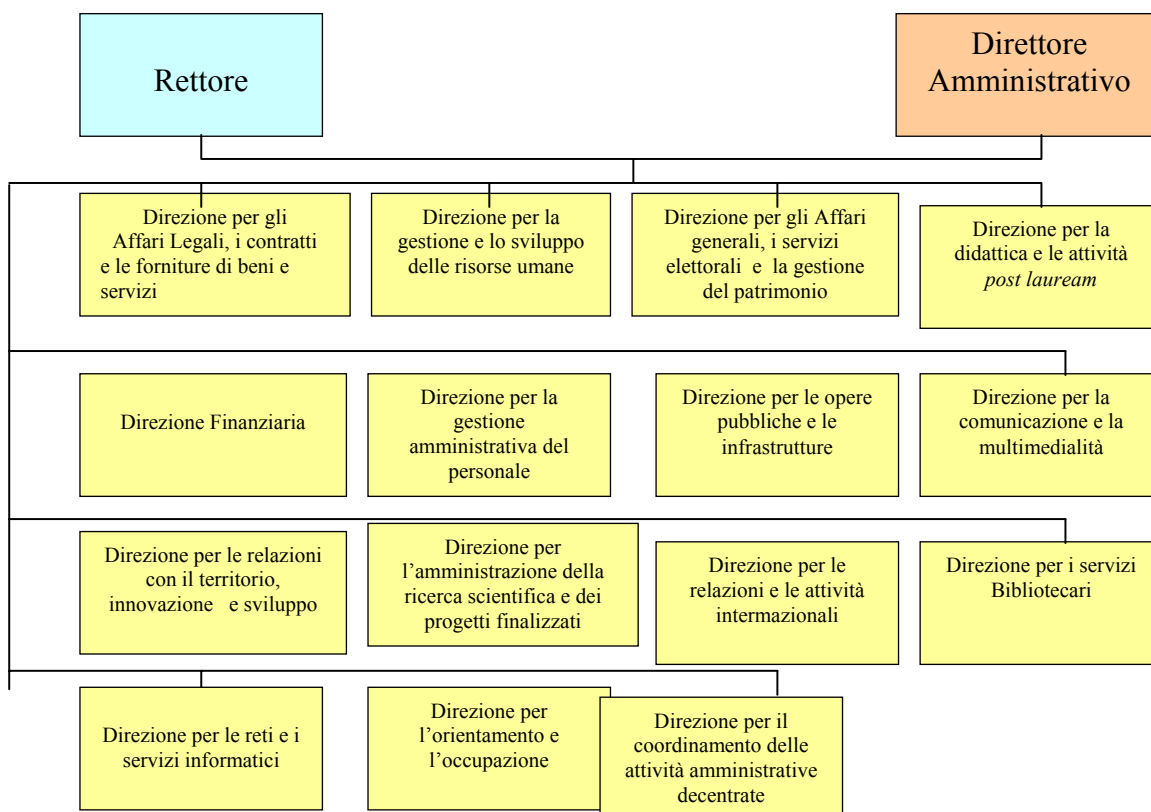 Rettore
Direttore
Amministrativo
Direzione per gli
Affari Legali, i contratti
e le forniture di beni e
servizi
Direzione per la
gestione e lo sviluppo
delle risorse umane
Direzione per gli Affari
generali, i servizi
elettorali e la gestione
del patrimonio
Direzione per la
didattica e le attività
post lauream
Direzione Finanziaria
Direzione per la
gestione
amministrativa del
personale
Direzione per le opere
pubbliche e le
infrastrutture
Direzione per la
comunicazione e la
multimedialità
Direzione per le relazioni
con il territorio,
innovazione e sviluppo
Direzione per
l’amministrazione della
ricerca scientifica e dei
progetti finalizzati
Direzione per le
relazioni e le attività
internazionali
Direzione per i servizi
Bibliotecari
Direzione per le reti e i
servizi informatici
Direzione per
l’orientamento e
l’occupazione
Direzione per il
coordinamento delle
attività amministrative
decentrate